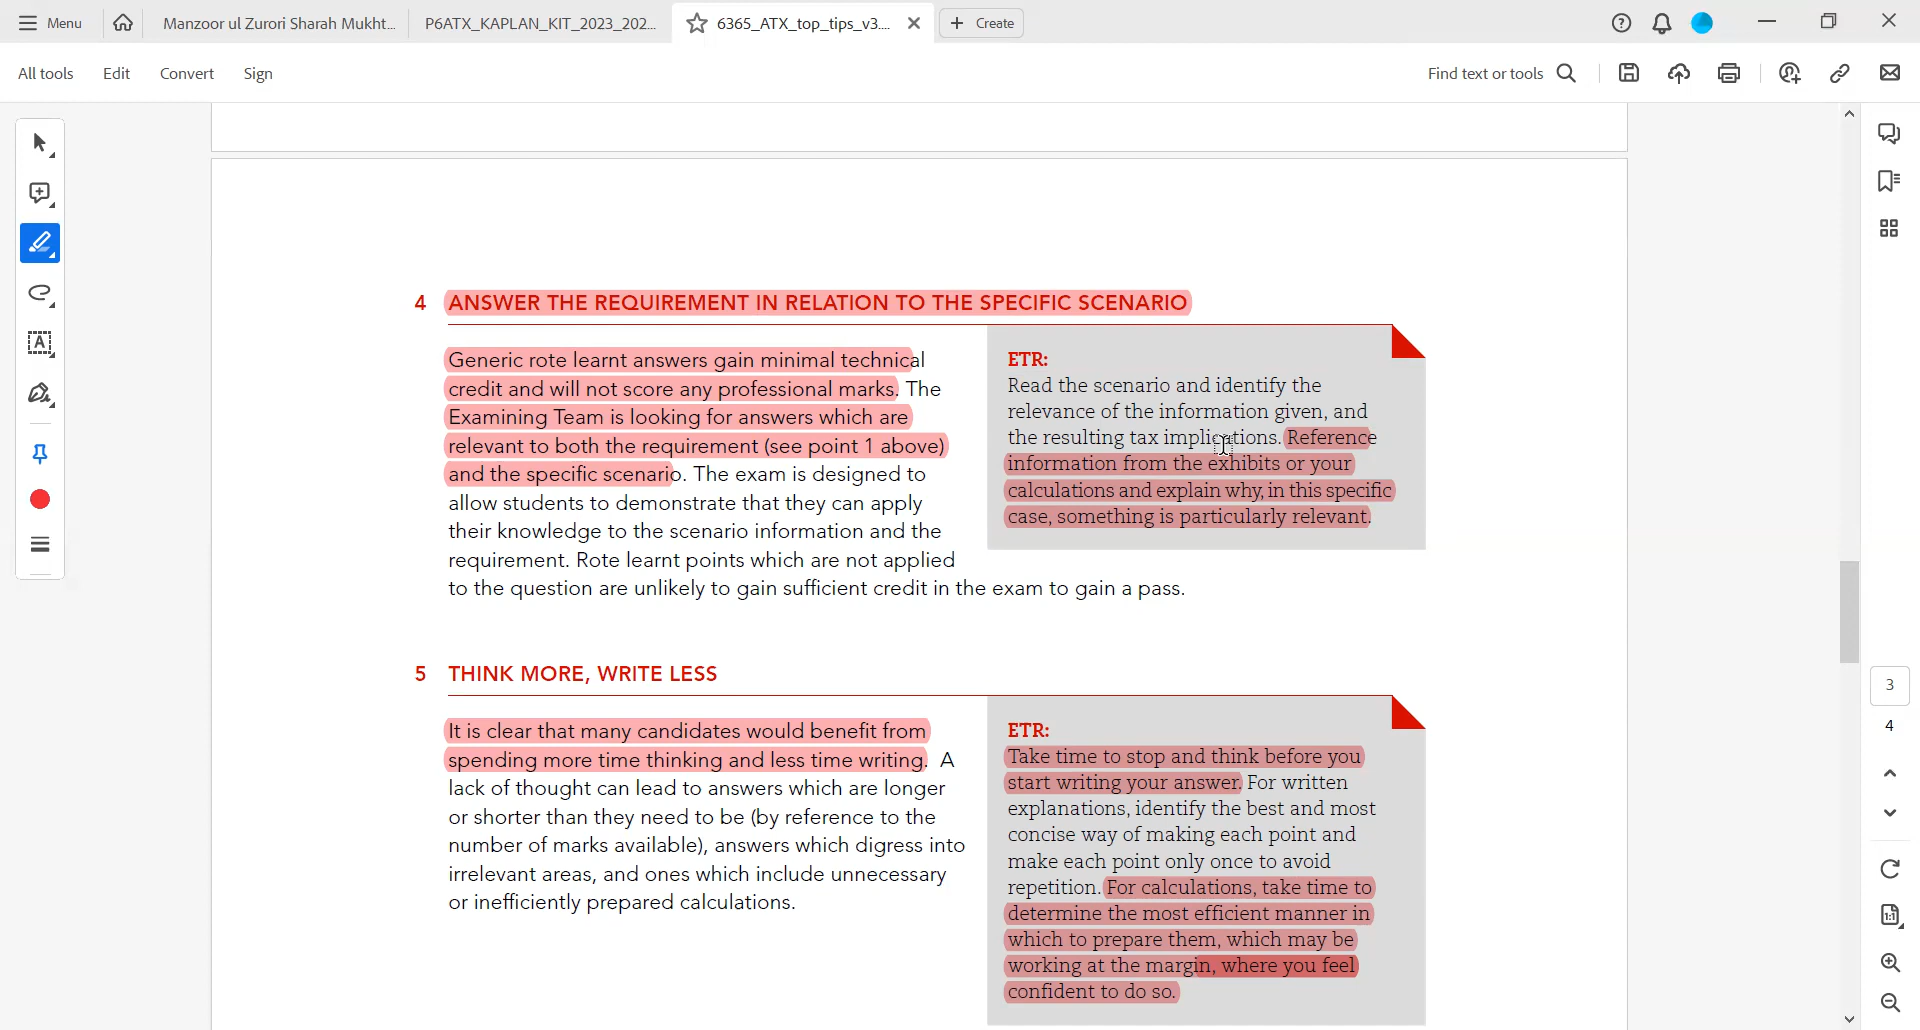 Menu
Manzoor ul Zurori Sharah Mukht...
P6ATX_KAPLAN_KIT_2023_202...
6365_ATX_top_tips_v3....
Create
All tools
Edit
Convert
Sign
Find text or tools
4 ANSWER THE REQUIREMENT IN RELATION TO THE SPECIFIC SCENARIO
Generic rote learnt answers gain minimal technical
credit and will not score any professional marks. The
Examining Team is looking for answers which are
relevant to both the requirement (see point 1 above)
and the specific scenario. The exam is designed to
allow students to demonstrate that they can apply
their knowledge to the scenario information and the
requirement. Rote learnt points which are not applied
to the question are unlikely to gain sufficient credit in the exam to gain a pass.
ETR:
Read the scenario and identify the
relevance of the information given, and
the resulting tax implications. Reference
information from the exhibits or your
calculations and explain why, in this specific
case, something is particularly relevant.
5 THINK MORE, WRITE LESS
It is clear that many candidates would benefit from
spending more time thinking and less time writing. A
lack of thought can lead to answers which are longer
or shorter than they need to be (by reference to the
number of marks available), answers which digress into
irrelevant areas, and ones which include unnecessary
or inefficiently prepared calculations.
ETR:
Take time to stop and think before you
start writing your answer. For written
explanations, identify the best and most
concise way of making each point and
make each point only once to avoid
repetition. For calculations, take time to
determine the most efficient manner in
which to prepare them, which may be
working at the margin, where you feel
confident to do so.
3
4